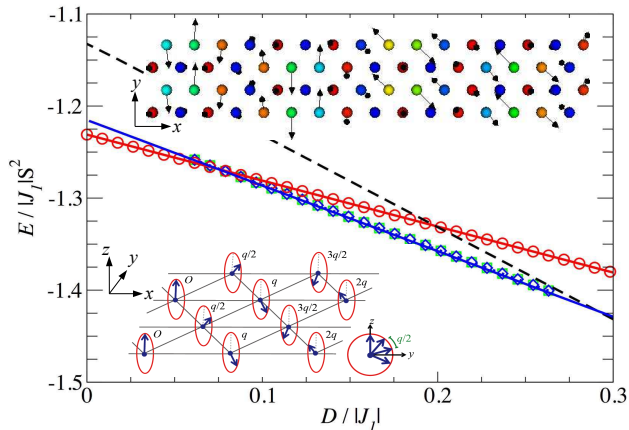 -1.1
-1.2
-1.3
-1.4
-1.5
E / |J₁|S²
0
0.1
0.2
0.3
D / |J₁|
y
x
z
y
x
O
q/2
q
3q/2
2q
q/2
3q/2
q
2q
O
q
2q
z
y
q/2